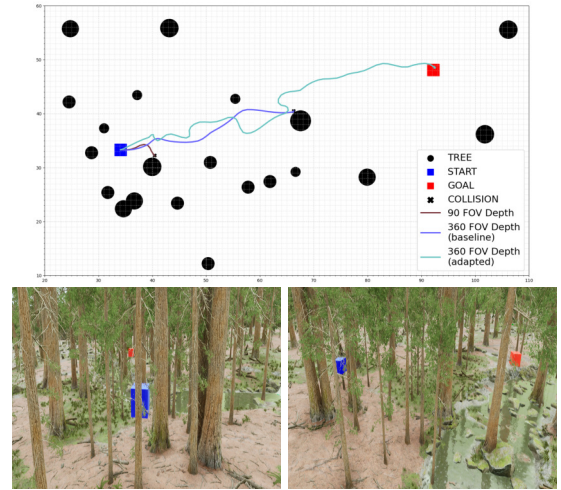 60
50
40
30
20
10
20
30
40
50
60
70
80
90
100
110
TREE
START
GOAL
COLLISION
90 FOV Depth
360 FOV Depth
(baseline)
360 FOV Depth
(adapted)